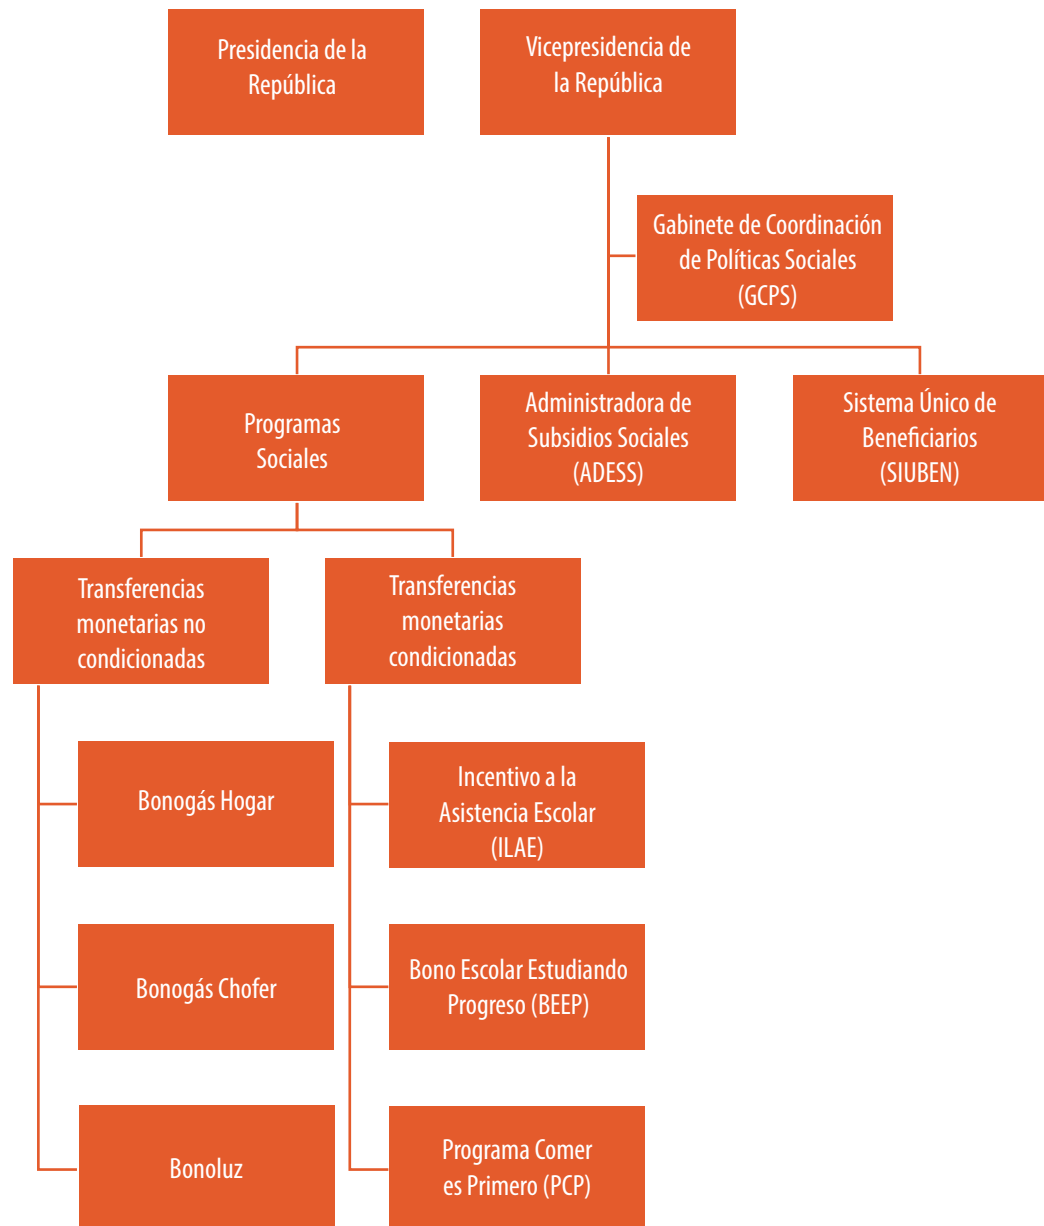 Presidencia de la
República
Vicepresidencia de
la República
Gabinete de Coordinación
de Políticas Sociales
(GCPS)
Programas
Sociales
Administradora de
Subsidios Sociales
(ADESS)
Sistema Único de
Beneficiarios
(SIUBEN)
Transferencias
monetarias no
condicionadas
Transferencias
monetarias
condicionadas
Bonogás Hogar
Incentivo a la
Asistencia Escolar
(ILAE)
Bonogás Chofer
Bono Escolar Estudiando
Progreso (BEEP)
Bonoluz
Programa Comer
es Primero (PCP)